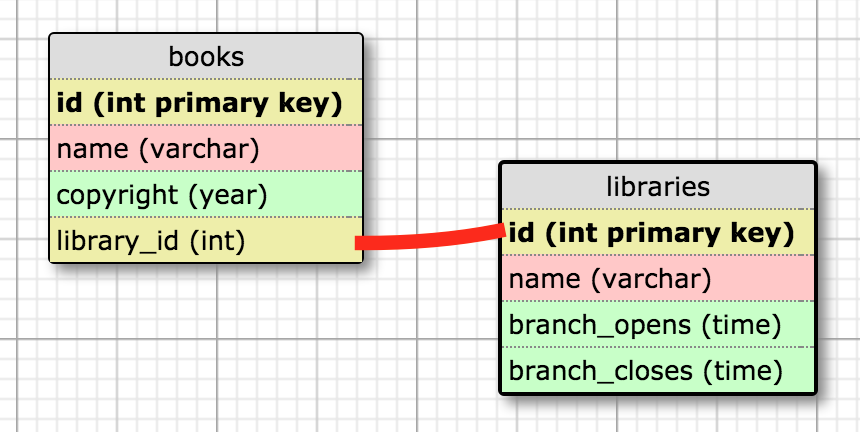 books
id (int primary key)
name (varchar)
copyright (year)
library_id (int)
libraries
id (int primary key)
name (varchar)
branch_opens (time)
branch_closes (time)